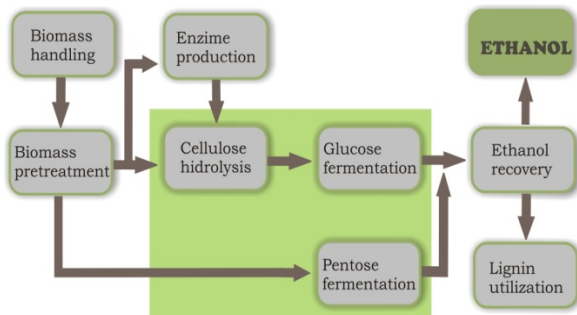 Biomass
handling
Enzime
production
ETHANOL
Biomass
pretreatment
Cellulose
hidrolysis
Glucose
fermentation
Ethanol
recovery
Pentose
fermentation
Lignin
utilization